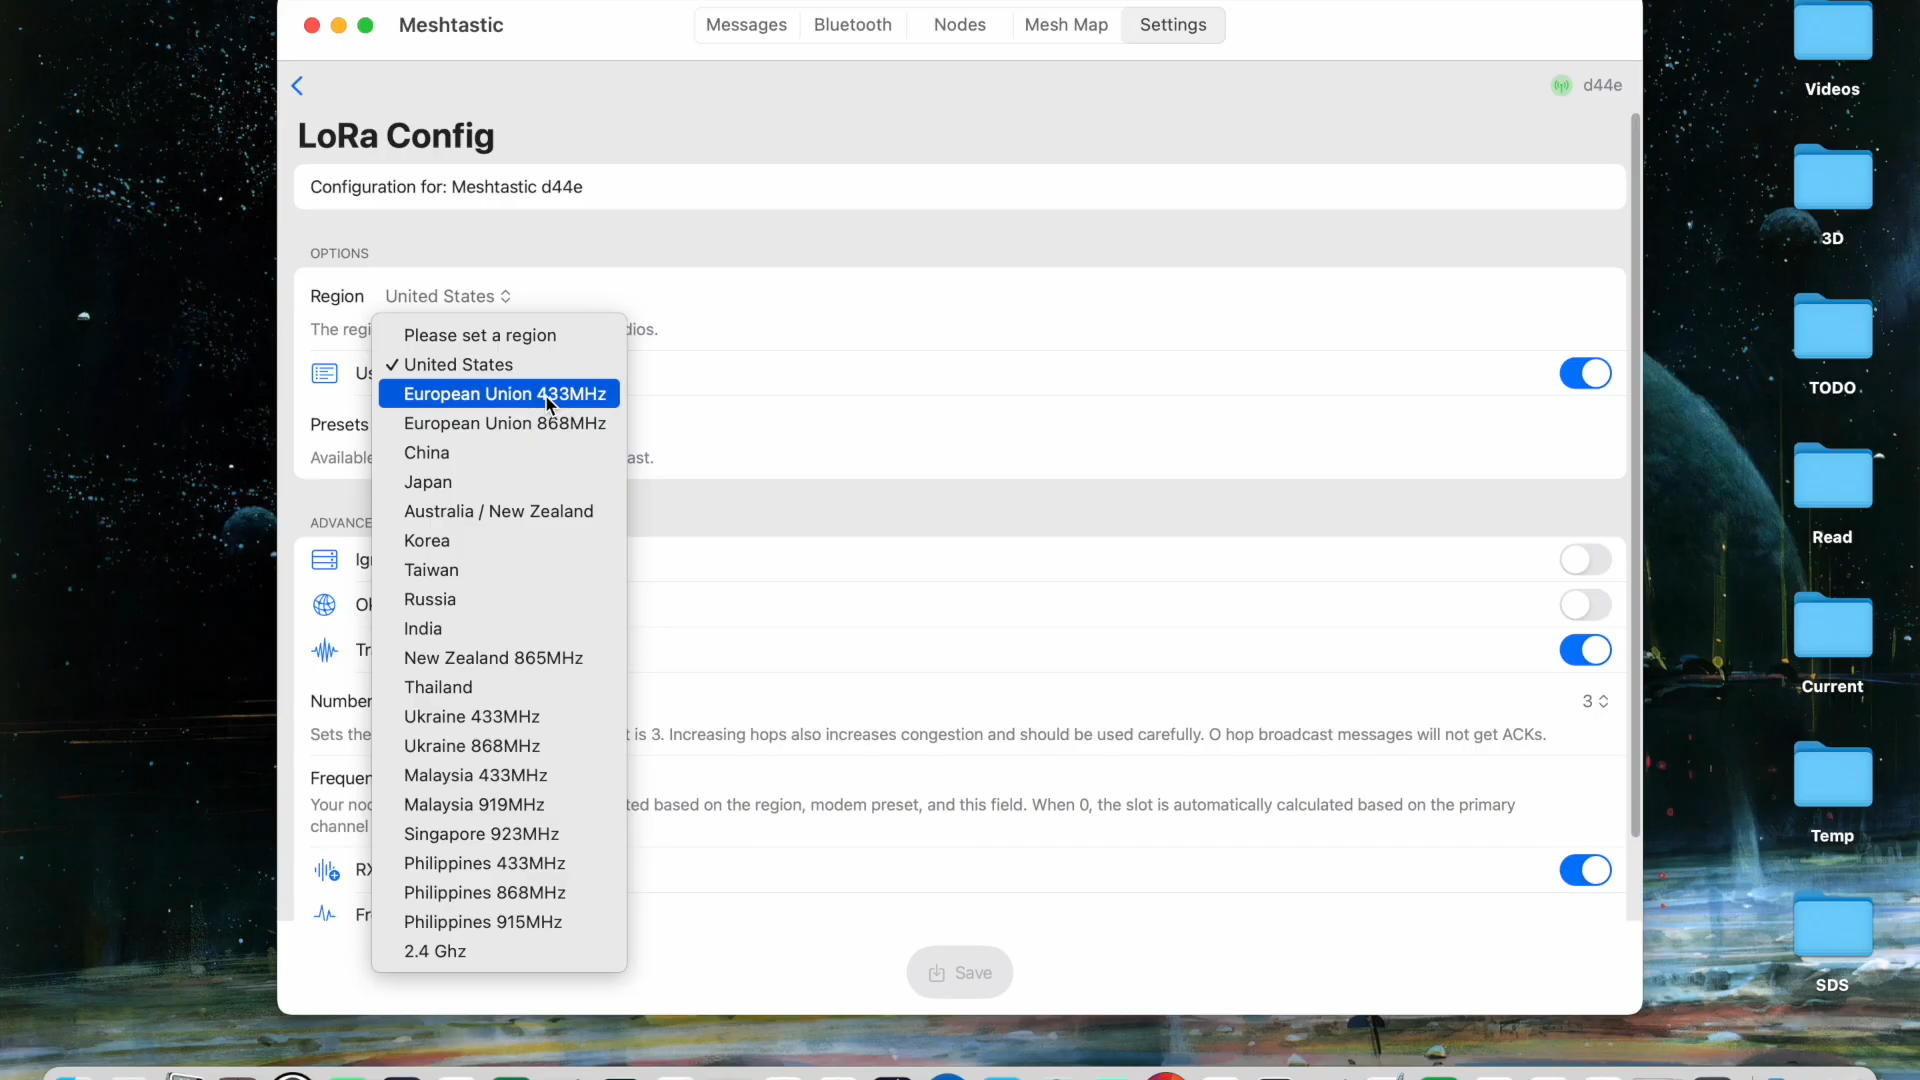 Meshtastic
Messages
Bluetooth
Nodes
Mesh Map
Settings
d44e
LoRa Config
Configuration for: Meshtastic d44e
OPTIONS
Region United States
The regi
dios.
Please set a region
✓ United States
European Union 433MHz
European Union 868MHz
China
Japan
Australia / New Zealand
Korea
Taiwan
Russia
India
New Zealand 865MHz
Thailand
Ukraine 433MHz
Ukraine 868MHz
Malaysia 433MHz
Malaysia 919MHz
Singapore 923MHz
Philippines 433MHz
Philippines 868MHz
Philippines 915MHz
2.4 Ghz
Us
Presets
Available
ast.
ADVANCE
Ig
Tr
Number
3
Sets the
t is 3. Increasing hops also increases congestion and should be used carefully. 0 hop broadcast messages will not get ACKs.
Frequen
Your noc
ted based on the region, modem preset, and this field. When 0, the slot is automatically calculated based on the primary
channel
RX
Fr
Save
Videos
3D
TODO
Read
Current
Temp
SDS